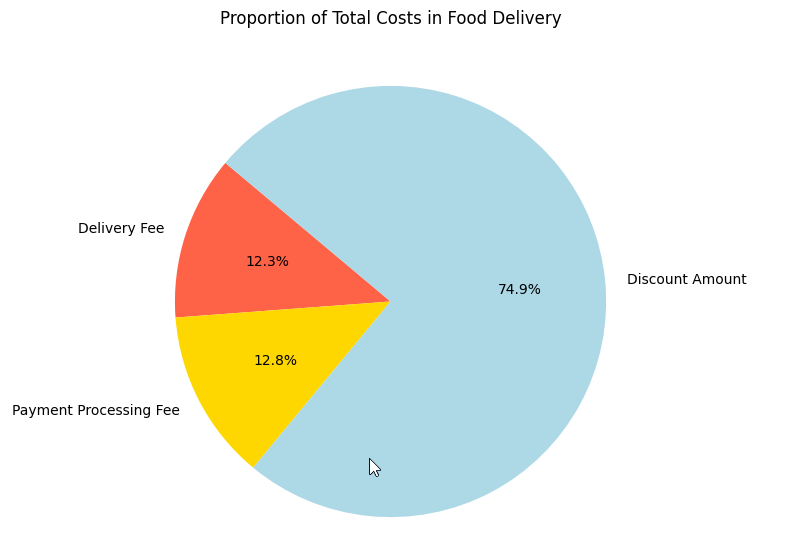 Proportion of Total Costs in Food Delivery
Delivery Fee
12.3%
74.9%
Discount Amount
12.8%
Payment Processing Fee